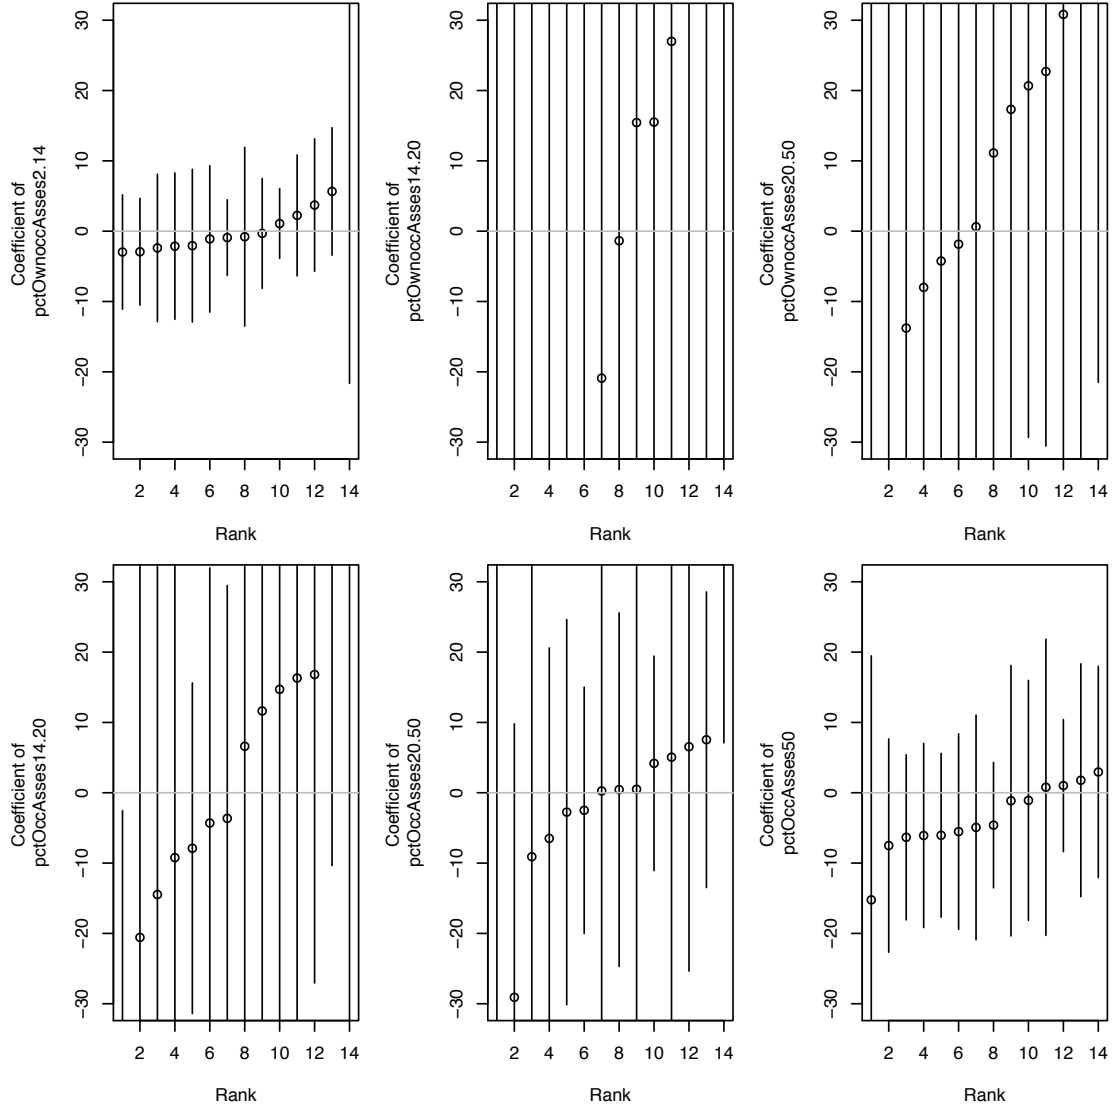 30
20
10
0
−10
−20
−30
Coefficient of
pctOwnoccAsses2.14
2 4 6 8 10 12 14
Rank
30
20
10
0
−10
−20
−30
Coefficient of
pctOwnoccAsses14.20
2 4 6 8 10 12 14
Rank
30
20
10
0
−10
−20
−30
Coefficient of
pctOwnoccAsses20.50
2 4 6 8 10 12 14
Rank
30
20
10
0
−10
−20
−30
Coefficient of
pctOccAsses14.20
2 4 6 8 10 12 14
Rank
30
20
10
0
−10
−20
−30
Coefficient of
pctOccAsses20.50
2 4 6 8 10 12 14
Rank
30
20
10
0
−10
−20
−30
Coefficient of
pctOccAsses50
2 4 6 8 10 12 14
Rank